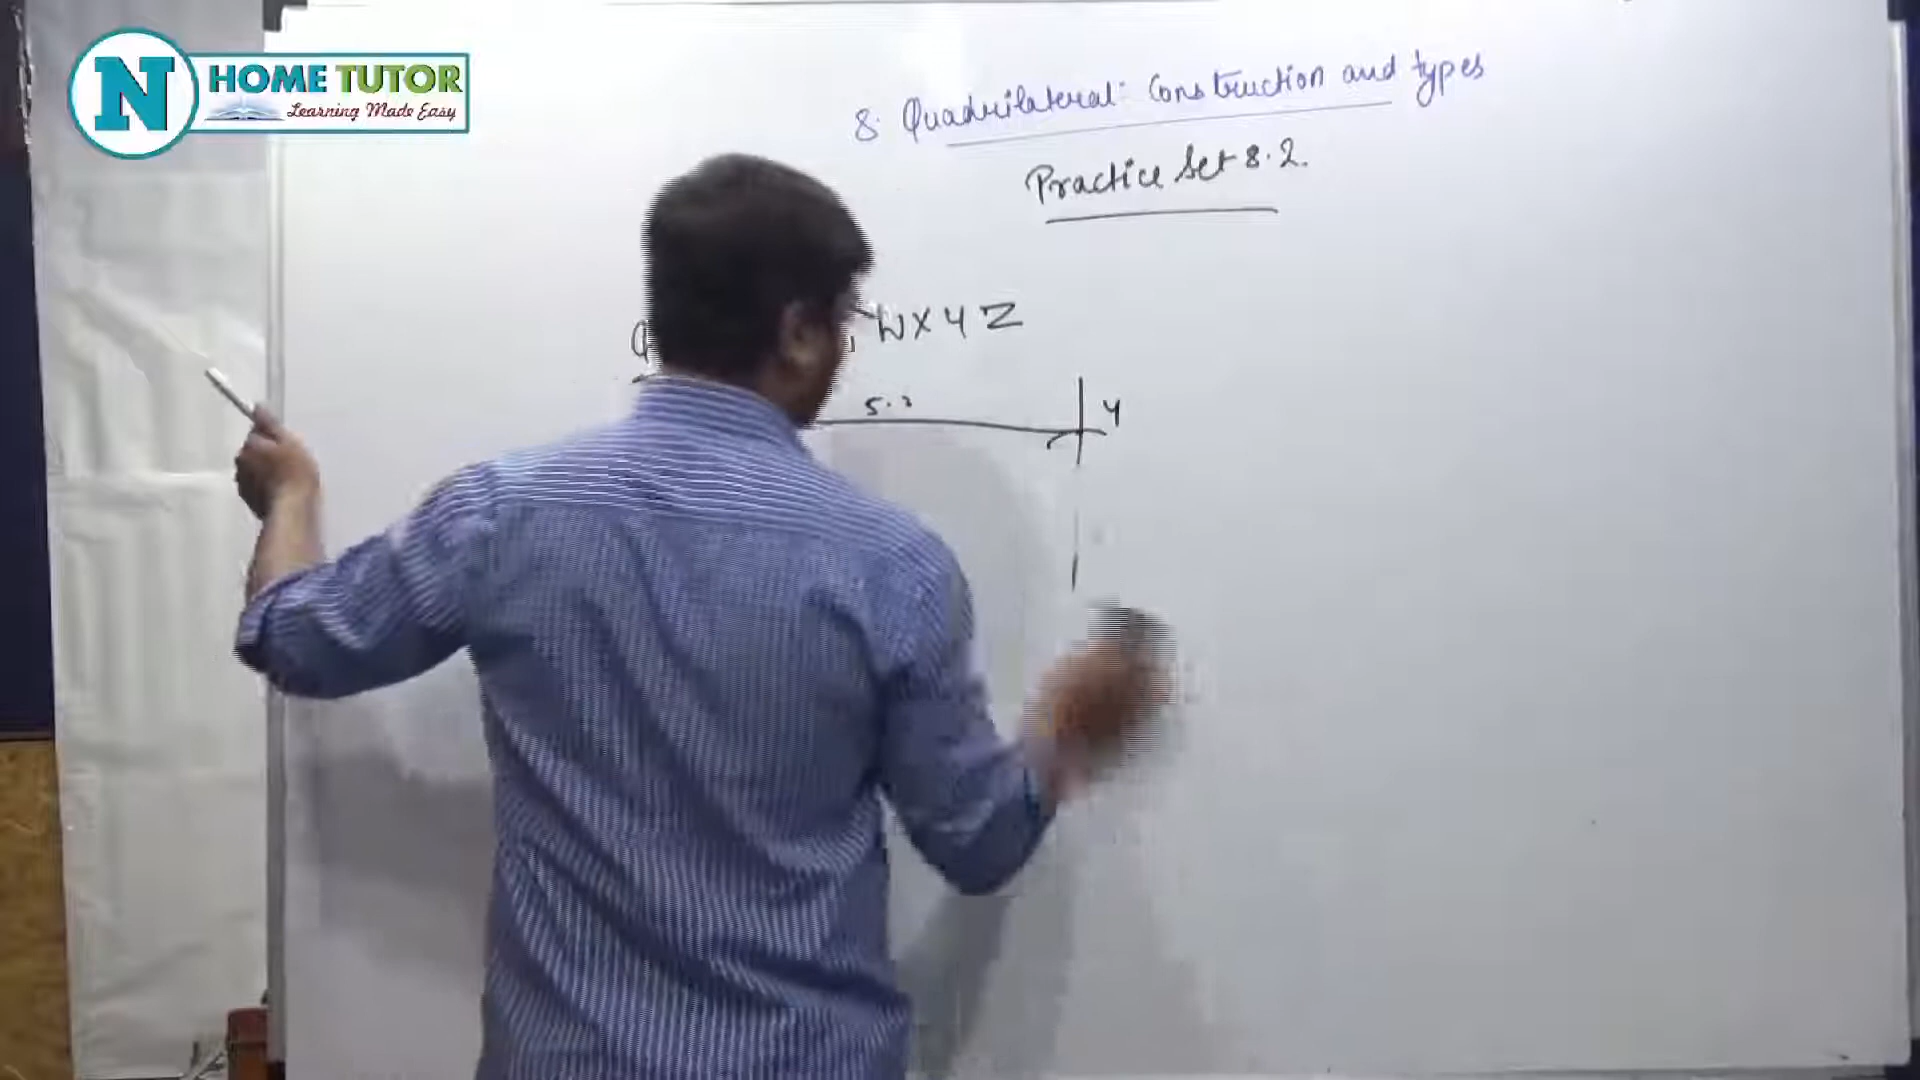 N HOME TUTOR
Learning Made Easy
8. Quadrilateral: Construction and types
Practice Set 8.2.
WXYZ
Y